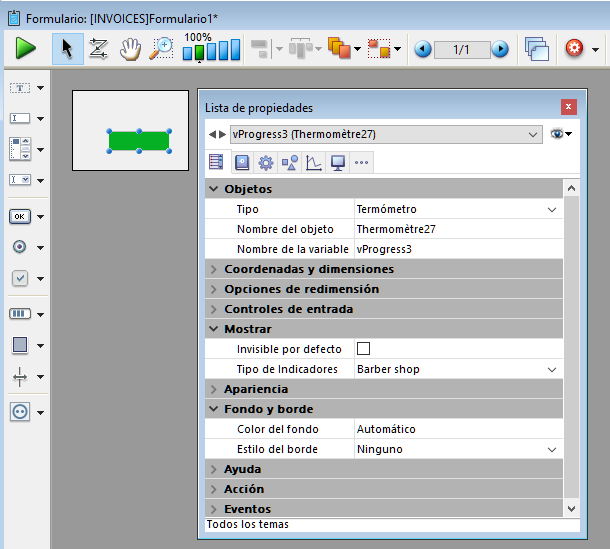 Formulario: [INVOICES]Formulario1*
100%
1/1
T
OK
Lista de propiedades
vProgress3 (Thermomètre27)
Objetos
Tipo Termómetro
Nombre del objeto Thermomètre27
Nombre de la variable vProgress3
Coordenadas y dimensiones
Opciones de redimensión
Controles de entrada
Mostrar
Invisible por defecto
Tipo de Indicadores Barber shop
Apariencia
Fondo y borde
Color del fondo Automático
Estilo del borde Ninguno
Ayuda
Acción
Eventos
Todos los temas